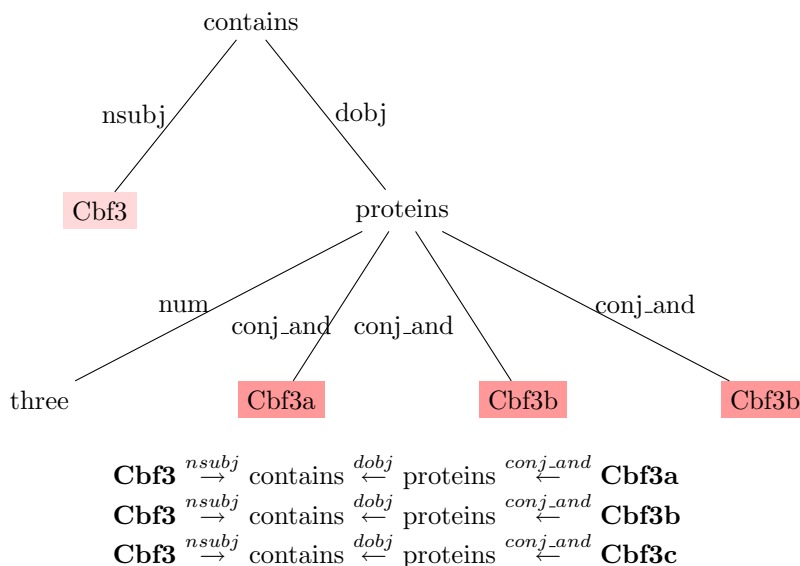 contains
nsubj dobj
Cbf3 proteins
num conj_and conj_and conj_and
three Cbf3a Cbf3b Cbf3b
Cbf3 nsubj → contains dobj ← proteins conj_and ← Cbf3a
Cbf3 nsubj → contains dobj ← proteins conj_and ← Cbf3b
Cbf3 nsubj → contains dobj ← proteins conj_and ← Cbf3c